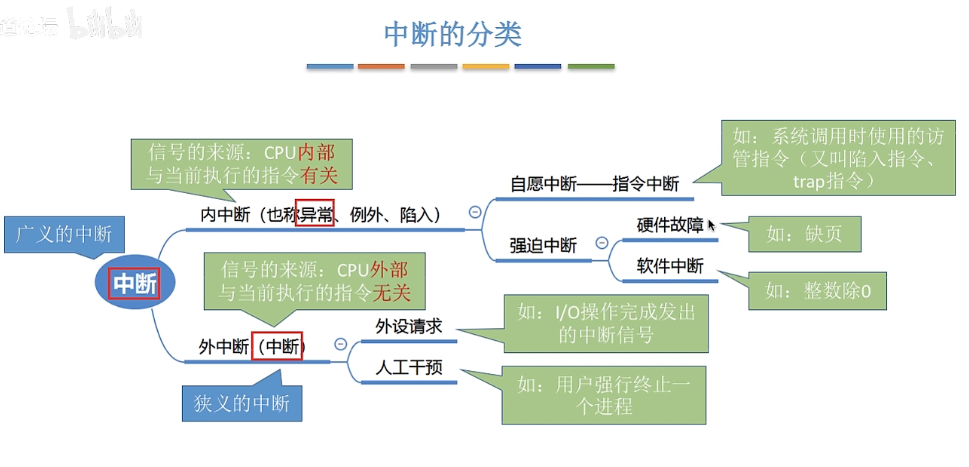 中断的分类
信号的来源：CPU内部
与当前执行的指令有关
如：系统调用时使用的访
管指令（又叫陷入指令、
trap指令）
自愿中断——指令中断
内中断（也称异常、例外、陷入）
硬件故障
如：缺页
强迫中断
软件中断
如：整数除0
广义的中断
中断
信号的来源：CPU外部
与当前执行的指令无关
外设请求
如：I/O操作完成发出
的中断信号
外中断（中断）
人工干预
如：用户强行终止一
个进程
狭义的中断